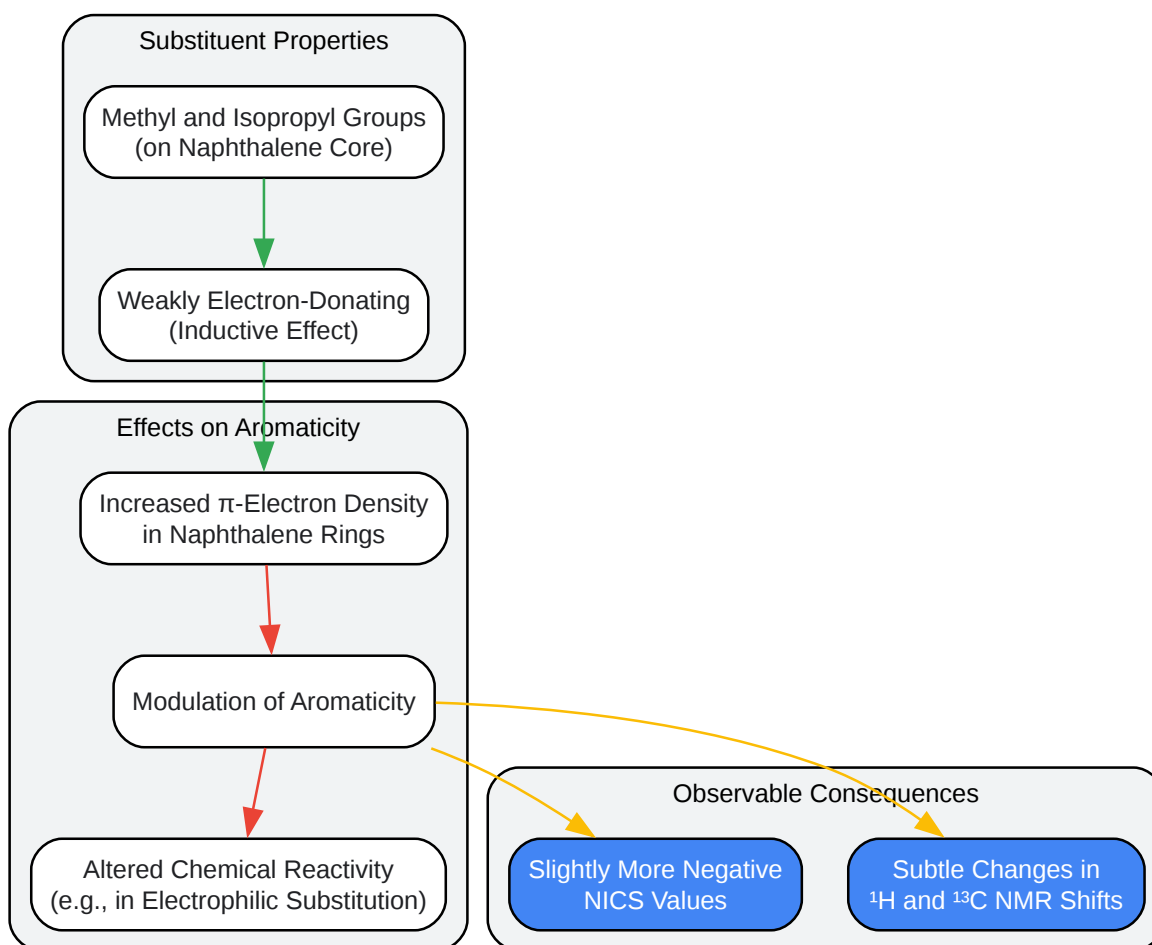 Substituent Properties
Methyl and Isopropyl Groups
(on Naphthalene Core)
Weakly Electron-Donating
(Inductive Effect)
Effects on Aromaticity
Increased π-Electron Density
in Naphthalene Rings
Modulation of Aromaticity
Observable Consequences
Altered Chemical Reactivity
(e.g., in Electrophilic Substitution)
Slightly More Negative
NICS Values
Subtle Changes in
¹H and ¹³C NMR Shifts